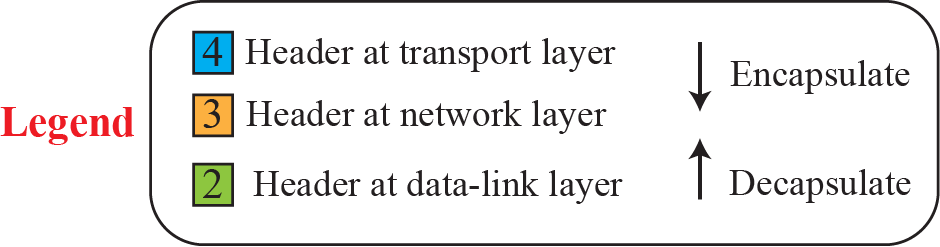 Legend
4 Header at transport layer
3 Header at network layer
2 Header at data-link layer
Encapsulate
Decapsulate